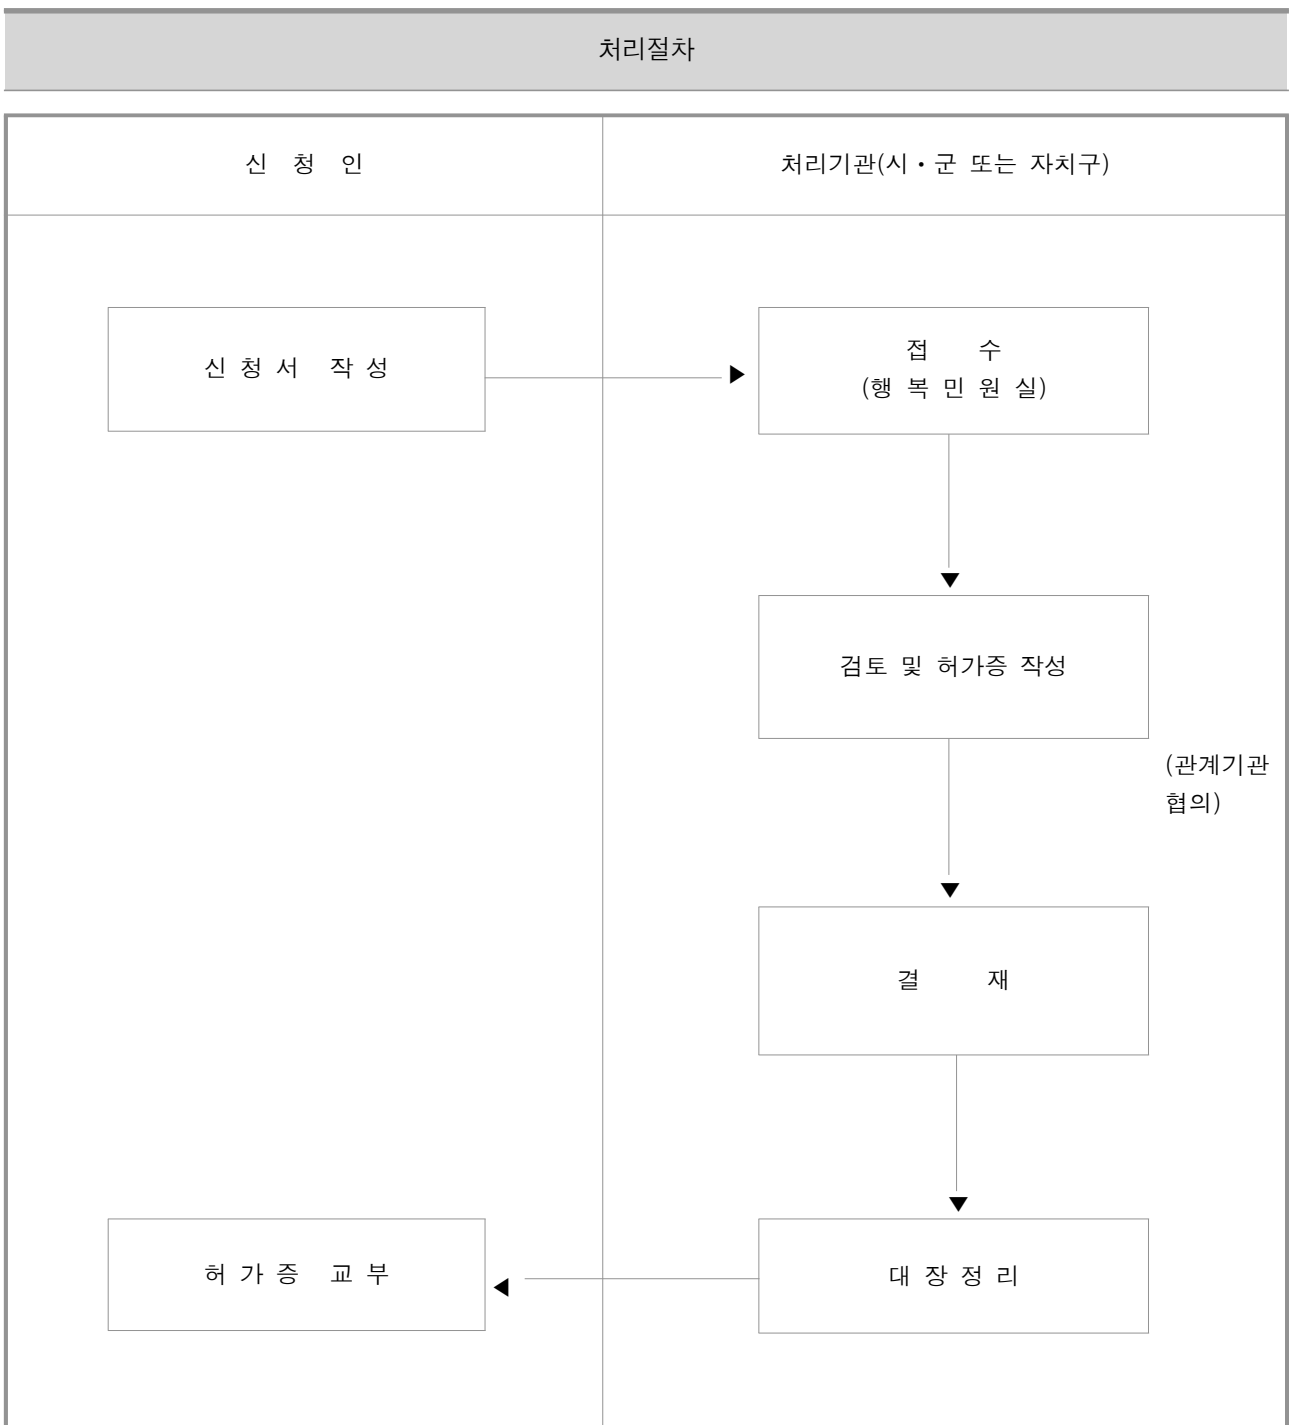 처리절차
신 청 인
처리기관(시・군 또는 자치구)
신 청 서 작 성
접 수
(행 복 민 원 실)
검토 및 허가증 작성
(관계기관
협의)
결 재
허 가 증 교 부
대 장 정 리